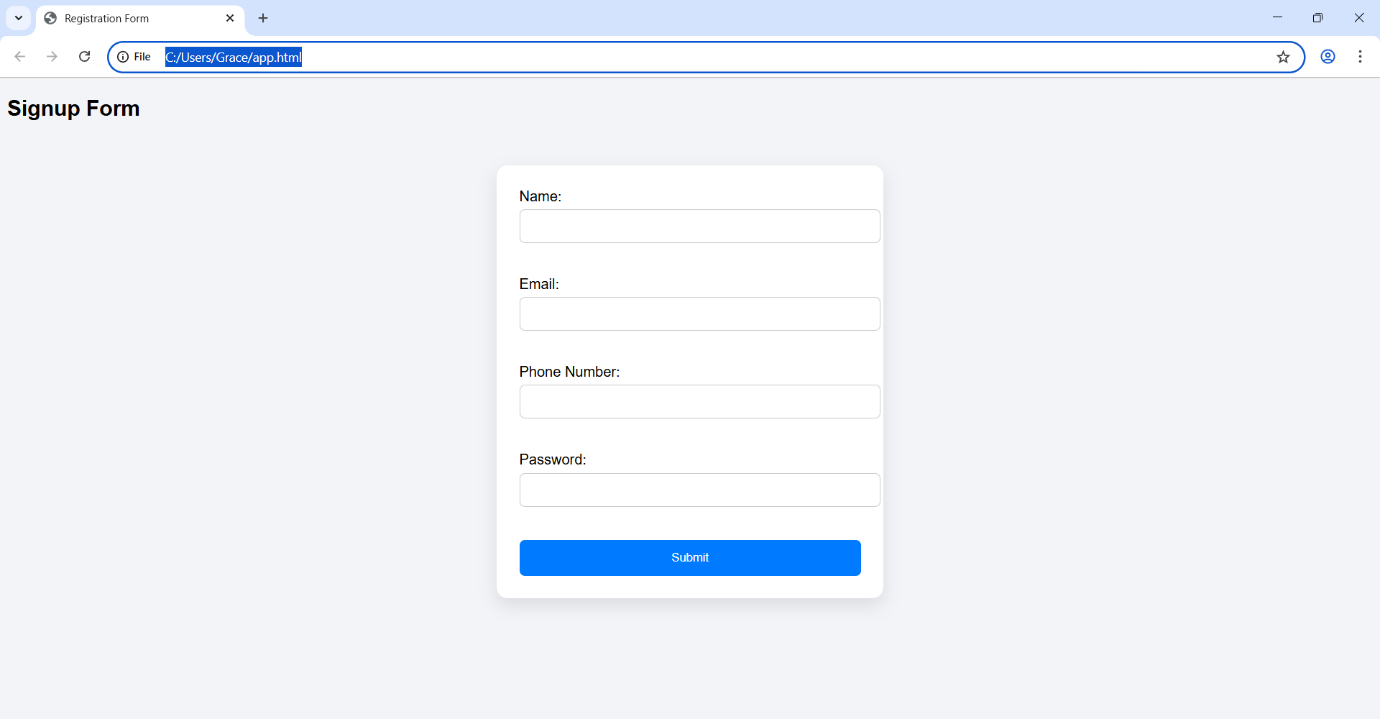 Registration Form
File C:/Users/Grace/app.html
Signup Form
Name:
Email:
Phone Number:
Password:
Submit